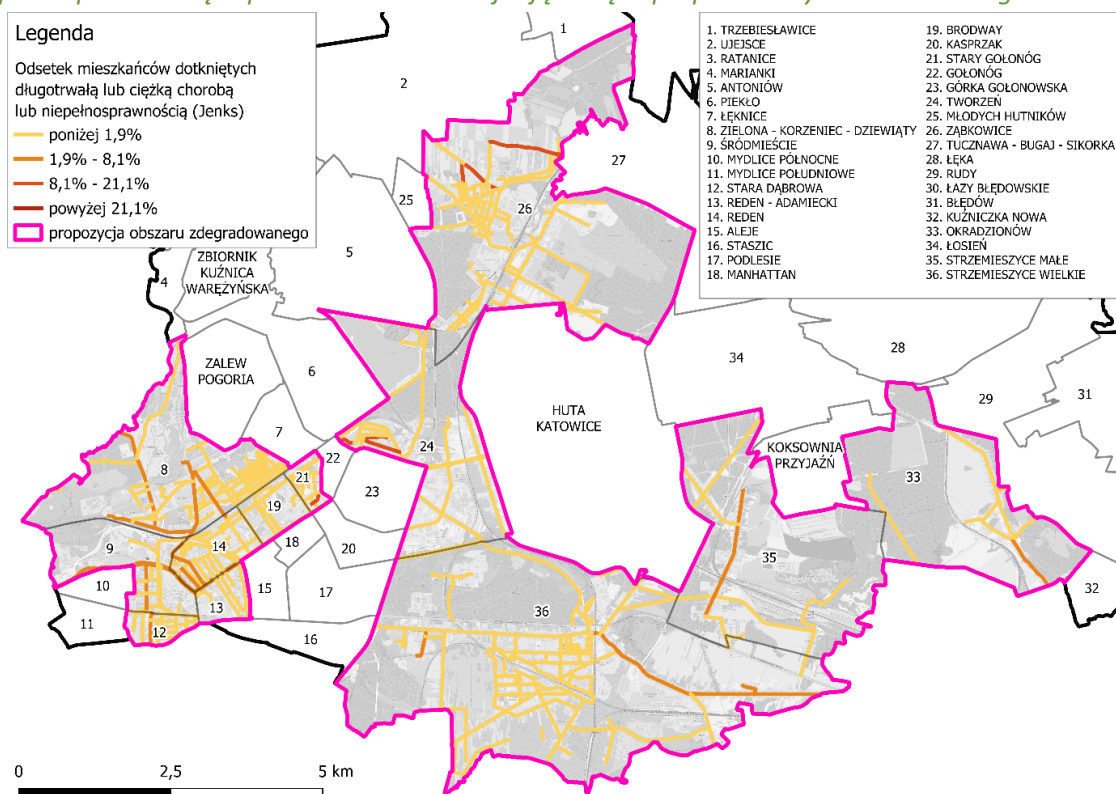 Legenda
Odsetek mieszkańców dotkniętych
długotrwałą lub ciężką chorobą
lub niepełnosprawnością (Jenks)
poniżej 1,9%
1,9% - 8,1%
8,1% - 21,1%
powyżej 21,1%
propozycja obszaru zdegradowanego
1. TRZEBIESŁAWICE
2. UJEJSCE
3. RATANICE
4. MARIANKI
5. ANTONIÓW
6. PIEKŁO
7. ŁĘKNICE
8. ZIELONA - KORZENIEC - DZIEWIĄTY
9. ŚRÓDMIEŚCIE
10. MYDLICE PÓŁNOCNE
11. MYDLICE POŁUDNIOWE
12. STARA DĄBROWA
13. REDEN - ADAMIECKI
14. REDEN
15. ALEJE
16. STASZIC
17. PODLESIE
18. MANHATTAN
19. BRODWAY
20. KASPRZAK
21. STARY GOŁONÓG
22. GOŁONÓG
23. GÓRKA GOŁONOWSKA
24. TWORZEŃ
25. MŁODYCH HUTNIKÓW
26. ZĄBKOWICE
27. TUCZNAWA - BUGAJ - SIKORKA
28. ŁĘKA
29. RUDY
30. ŁAZY BŁĘDOWSKIE
31. BŁĘDÓW
32. KUŹNICZKA NOWA
33. OKRADZIONÓW
34. ŁOSIEŃ
35. STRZEMIESZYCE MAŁE
36. STRZEMIESZYCE WIELKIE
1
2
27
25
26
5
ZBIORNIK
KUŹNICA
WARĘŻYŃSKA
4
ZALEW
POGORIA
6
34
28
29
31
HUTA
KATOWICE
7
22
24
KOKSOWNIA
PRZYJAŹŃ
8
21
23
33
19
9
14
18
20
35
10
13
15
17
32
11
12
16
36
0
2,5
5 km